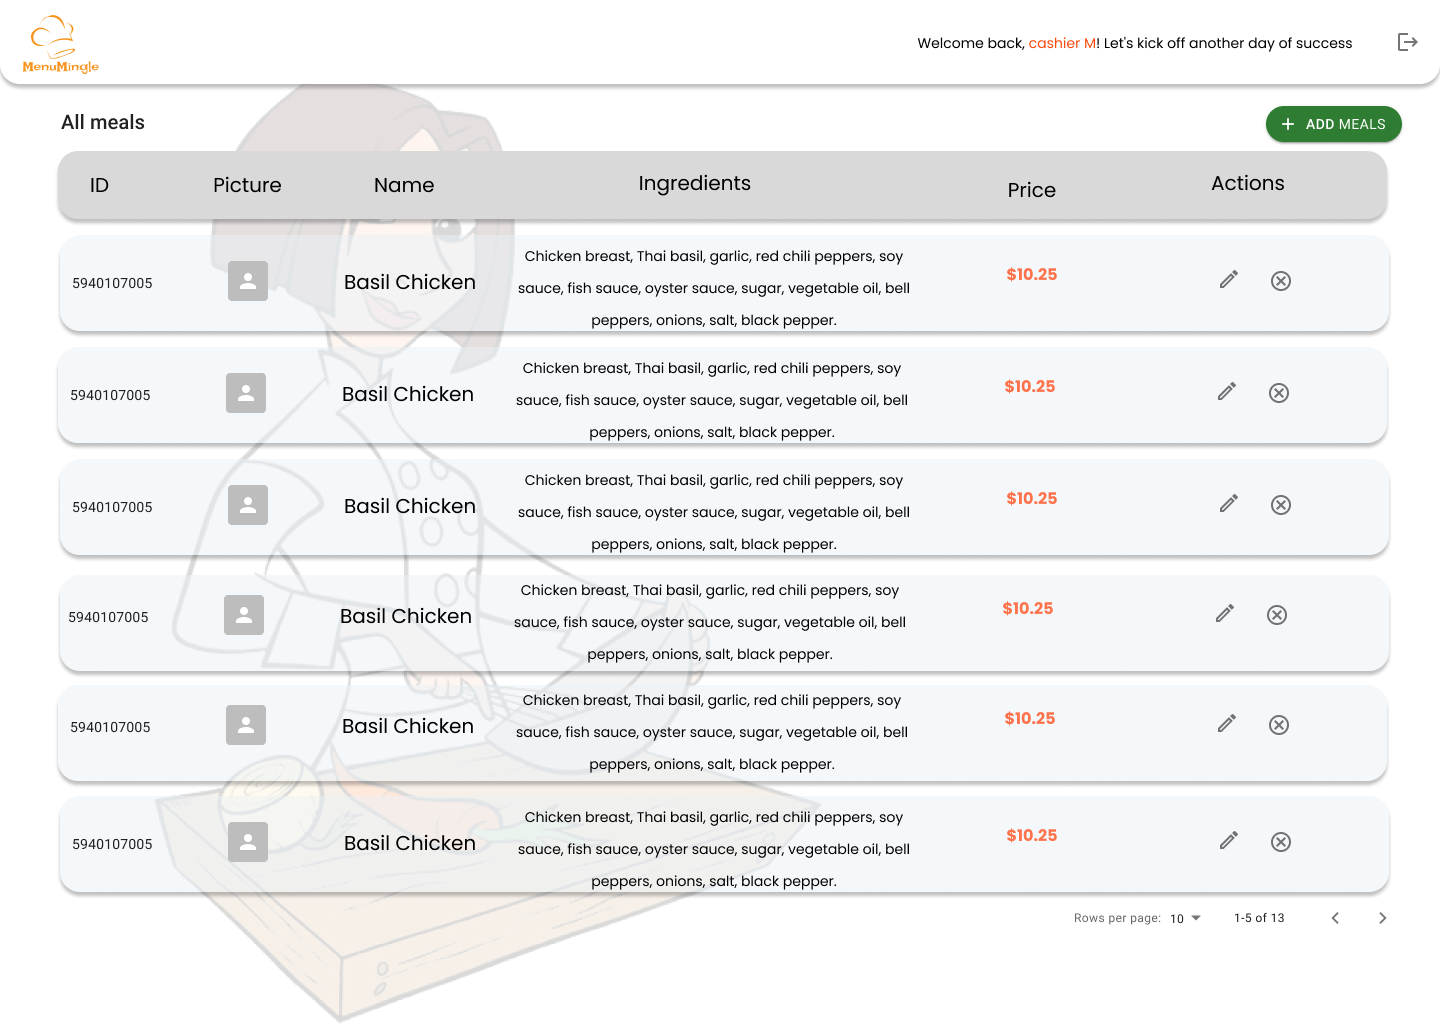 MenuMingle
Welcome back, cashier M! Let's kick off another day of success
All meals
ADD MEALS
ID Picture Name Ingredients Price Actions
Chicken breast, Thai basil, garlic, red chili peppers, soy
5940107005 Basil Chicken sauce, fish sauce, oyster sauce, sugar, vegetable oil, bell $10.25
peppers, onions, salt, black pepper.
Chicken breast, Thai basil, garlic, red chili peppers, soy
5940107005 Basil Chicken sauce, fish sauce, oyster sauce, sugar, vegetable oil, bell $10.25
peppers, onions, salt, black pepper.
Chicken breast, Thai basil, garlic, red chili peppers, soy
5940107005 Basil Chicken sauce, fish sauce, oyster sauce, sugar, vegetable oil, bell $10.25
peppers, onions, salt, black pepper.
Chicken breast, Thai basil, garlic, red chili peppers, soy
5940107005 Basil Chicken sauce, fish sauce, oyster sauce, sugar, vegetable oil, bell $10.25
peppers, onions, salt, black pepper.
Chicken breast, Thai basil, garlic, red chili peppers, soy
5940107005 Basil Chicken sauce, fish sauce, oyster sauce, sugar, vegetable oil, bell $10.25
peppers, onions, salt, black pepper.
Chicken breast, Thai basil, garlic, red chili peppers, soy
5940107005 Basil Chicken sauce, fish sauce, oyster sauce, sugar, vegetable oil, bell $10.25
peppers, onions, salt, black pepper.
Rows per page: 10 1-5 of 13